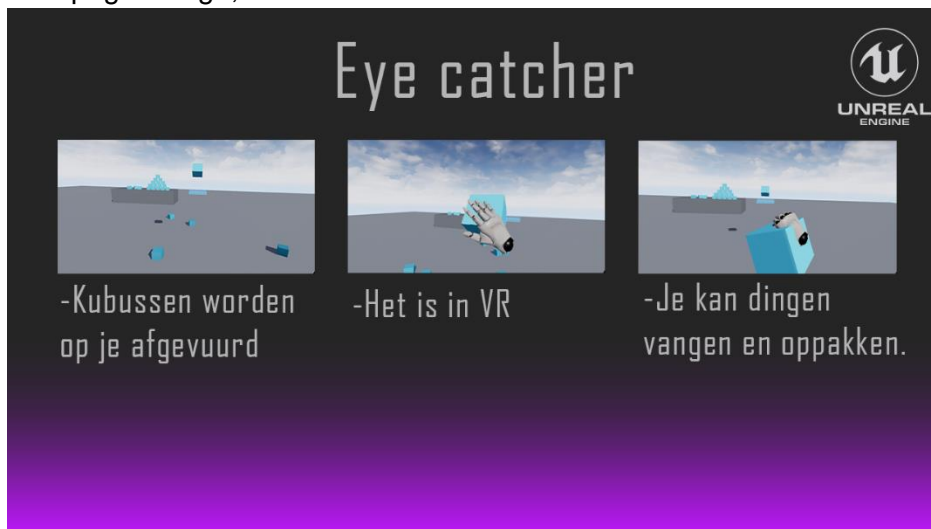 Eye catcher
UNREAL
ENGINE
-Kubussen worden
op je afgevuurd
-Het is in VR
-Je kan dingen
vangen en oppakken.